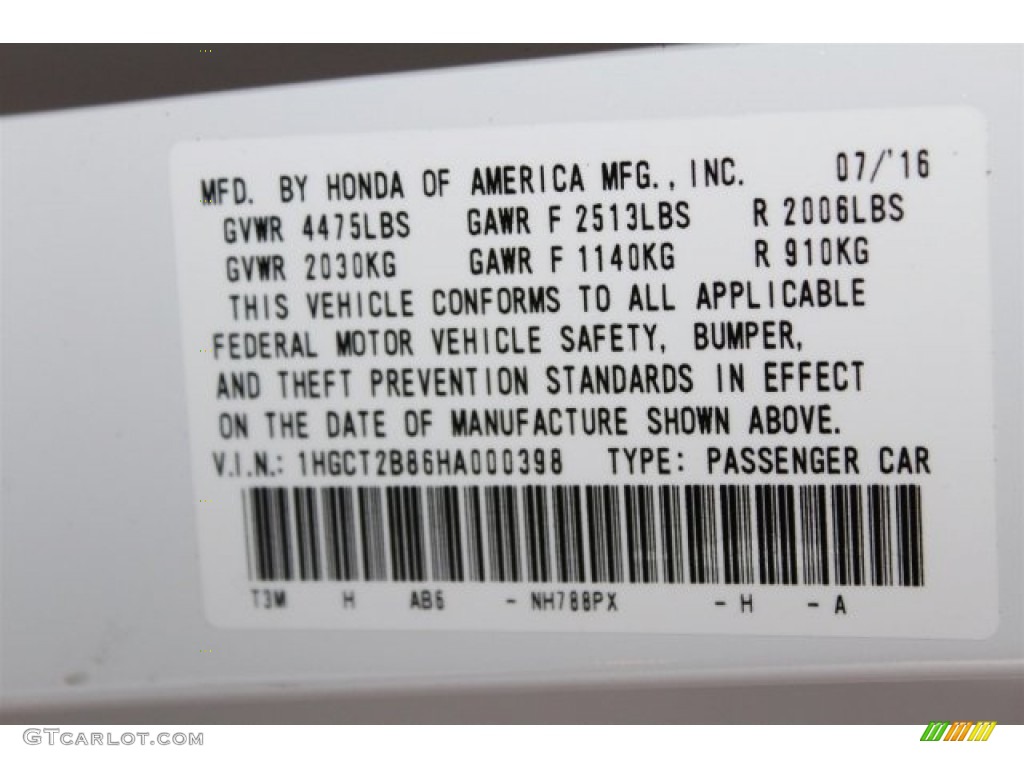 MFD. BY HONDA OF AMERICA MFG., INC. 07/'16
GVWR 4475LBS GAWR F 2513LBS R 2006LBS
GVWR 2030KG GAWR F 1140KG R 910KG
THIS VEHICLE CONFORMS TO ALL APPLICABLE
FEDERAL MOTOR VEHICLE SAFETY, BUMPER,
AND THEFT PREVENTION STANDARDS IN EFFECT
ON THE DATE OF MANUFACTURE SHOWN ABOVE.
V.I.N.: 1HGCT2B86HA000398 TYPE: PASSENGER CAR
T3M H AB6 - NH788PX - H - A
GTCARLOT.COM